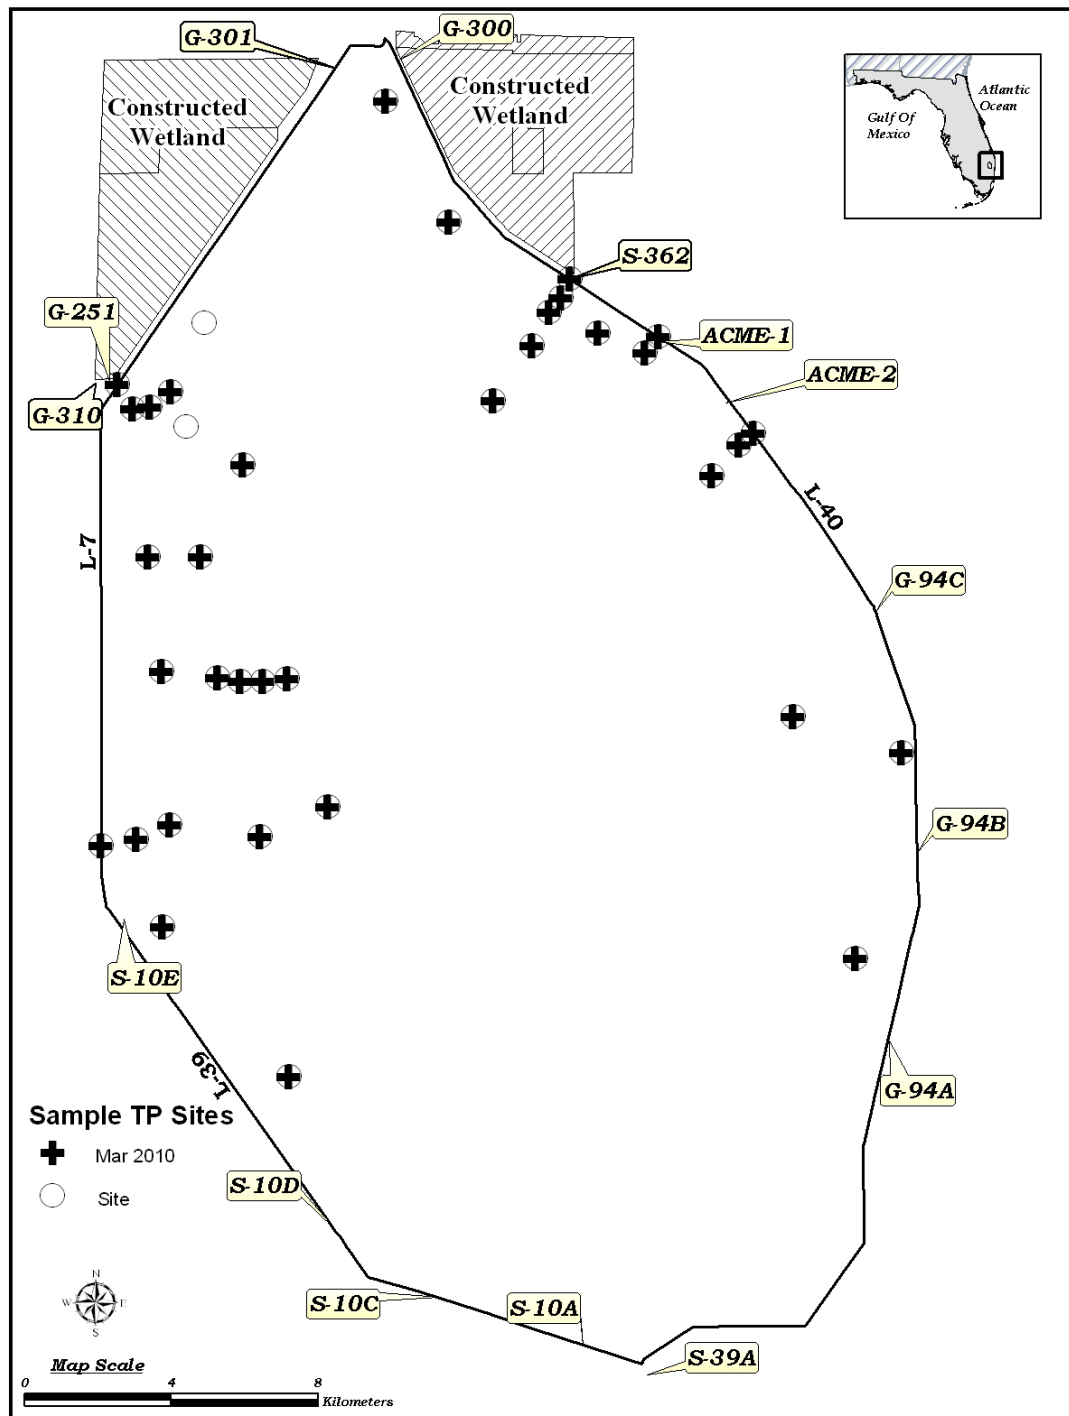 G-301
G-300
Constructed
Wetland
Constructed
Wetland
Atlantic
Ocean
Gulf Of
Mexico
S-362
G-251
ACME-1
ACME-2
G-310
L-40
L-7
G-94C
G-94B
S-10E
L-39
G-94A
Sample TP Sites
Mar 2010
Site
S-10D
N
W
E
S
S-10C
S-10A
S-39A
Map Scale
0 4 8
Kilometers